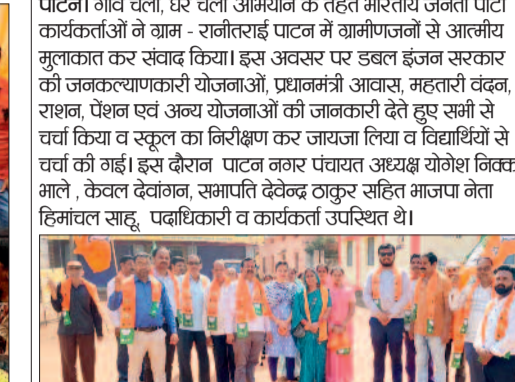 पाटन। गांव चलो, घर चलो अभियान के तहत भारतीय जनता पार्टी
कार्यकर्ताओं ने ग्राम - रानीतराई पाटन में ग्रामीणजनों से आत्मीय
मुलाकात कर संवाद किया। इस अवसर पर डबल इंजन सरकार
की जनकल्याणकारी योजनाओं, प्रधानमंत्री आवास, महतारी वंदन,
राशन, पेंशन एवं अन्य योजनाओं की जानकारी देते हुए सभी से
चर्चा किया व स्कूल का निरीक्षण कर जायजा लिया व विद्यार्थियों से
चर्चा की गई। इस दौरान पाटन नगर पंचायत अध्यक्ष योगेश निक्क
भाले , केवल देवांगन, सभापति देवेन्द्र ठाकुर सहित भाजपा नेता
हिमांचल साहू, पदाधिकारी व कार्यकर्ता उपस्थित थे।